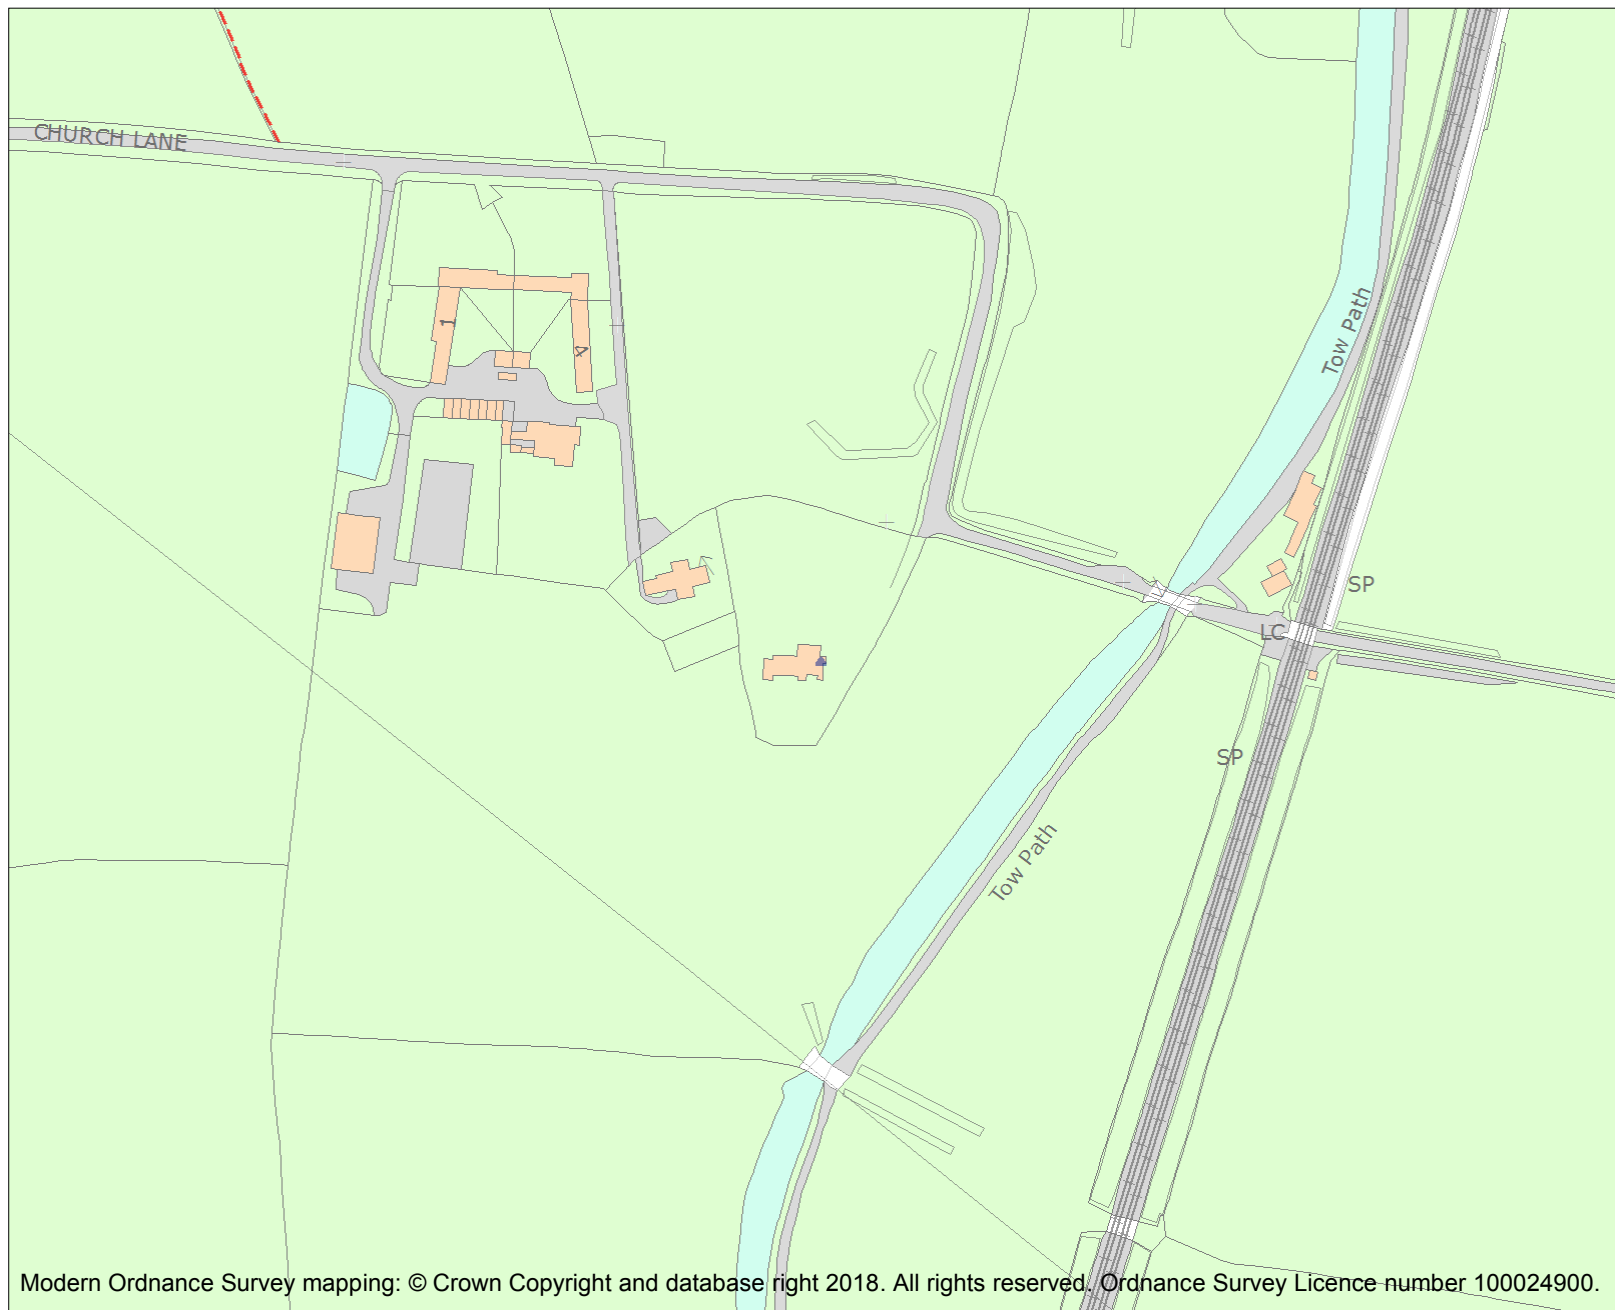 CHURCH LANE
Tow Path
1
4
SP
LC
SP
Tow Path
Modern Ordnance Survey mapping: © Crown Copyright and database right 2018. All rights reserved. Ordnance Survey Licence number 100024900.